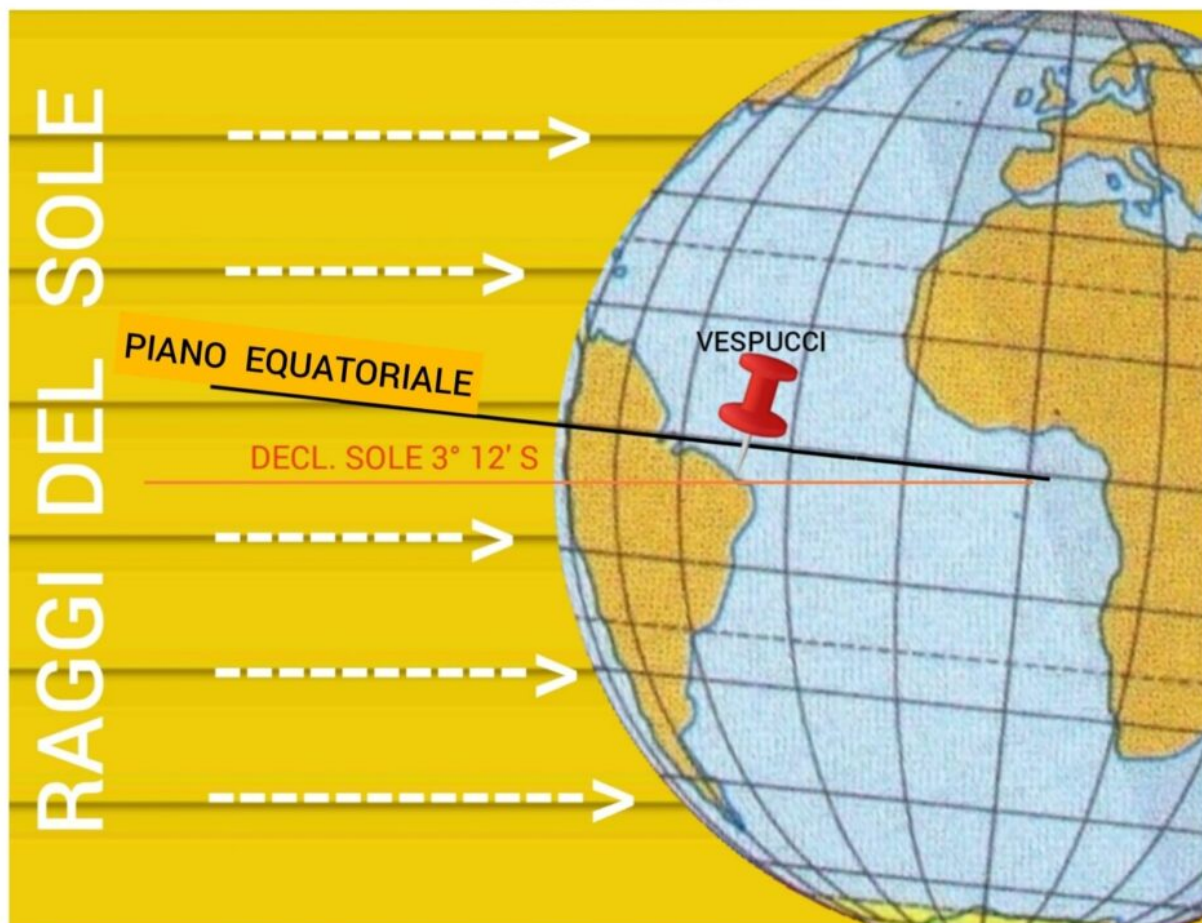 RAGGI DEL SOLE
PIANO EQUATORIALE
VESPUCCI
DECL. SOLE 3° 12' S